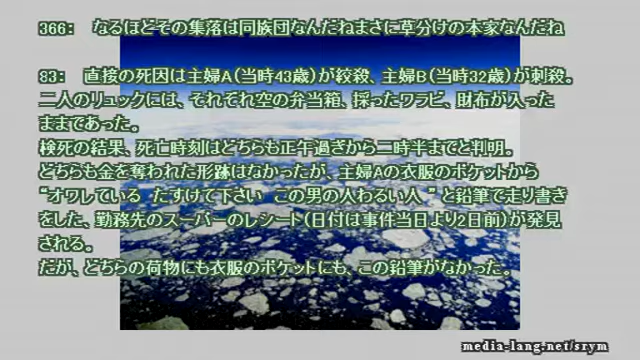 366： なるほどその集落は同族団なんだねまさに草分けの本家なんだね
83： 直接の死因は主婦A（当時43歳）が絞殺、主婦B（当時32歳）が刺殺。
二人のリュックには、それぞれ空の弁当箱、採ったワラビ、財布が入った
ままであった。
検死の結果、死亡時刻はどちらも正午過ぎから二時半までと判明。
どちらも金を奪われた形跡はなかったが、主婦Aの衣服のポケットから
“オワレている たすけて下さい この男の人わるい人 ” と鉛筆で走り書き
をした、勤務先のスーパーのレシート（日付は事件当日より2日前）が発見
される。
だが、どちらの荷物にも衣服のポケットにも、この鉛筆がなかった。
media-lang-net/srym